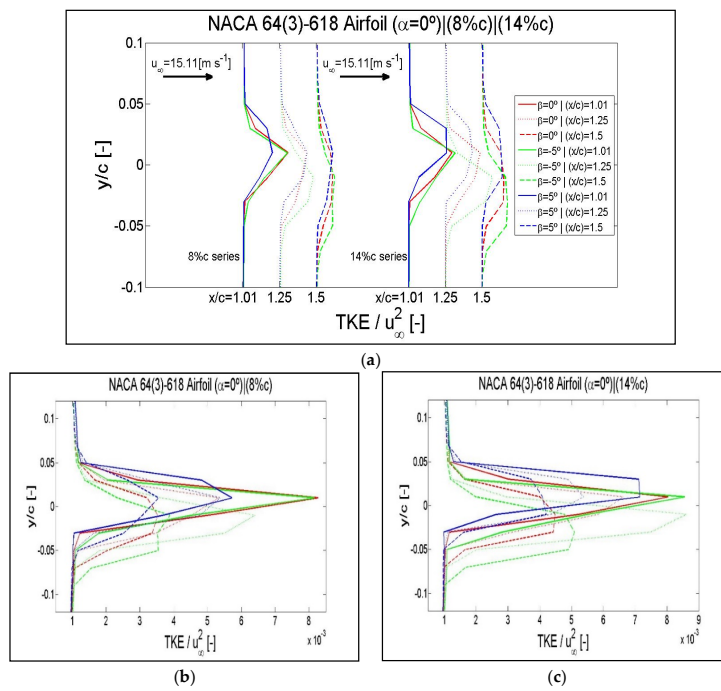 NACA 64(3)-618 Airfoil (α=0º)|(8%c)|(14%c)
0.1
0.05
0
-0.05
-0.1
y/c [-]
u∞=15.11[m s⁻¹]
u∞=15.11[m s⁻¹]
8%c series
14%c series
β=0º | (x/c)=1.01
β=0º | (x/c)=1.25
β=0º | (x/c)=1.5
β=-5º | (x/c)=1.01
β=-5º | (x/c)=1.25
β=-5º | (x/c)=1.5
β=5º | (x/c)=1.01
β=5º | (x/c)=1.25
β=5º | (x/c)=1.5
x/c=1.01 1.25 1.5 x/c=1.01 1.25 1.5
TKE / u²∞ [-]
(a)
NACA 64(3)-618 Airfoil (α=0º)|(8%c)
0.1
0.05
0
-0.05
-0.1
y/c [-]
1 2 3 4 5 6 7 8
x 10⁻³
TKE / u²∞ [-]
(b)
NACA 64(3)-618 Airfoil (α=0º)|(14%c)
0.1
0.05
0
-0.05
-0.1
y/c [-]
0 1 2 3 4 5 6 7 8 9
x 10⁻³
TKE / u²∞ [-]
(c)